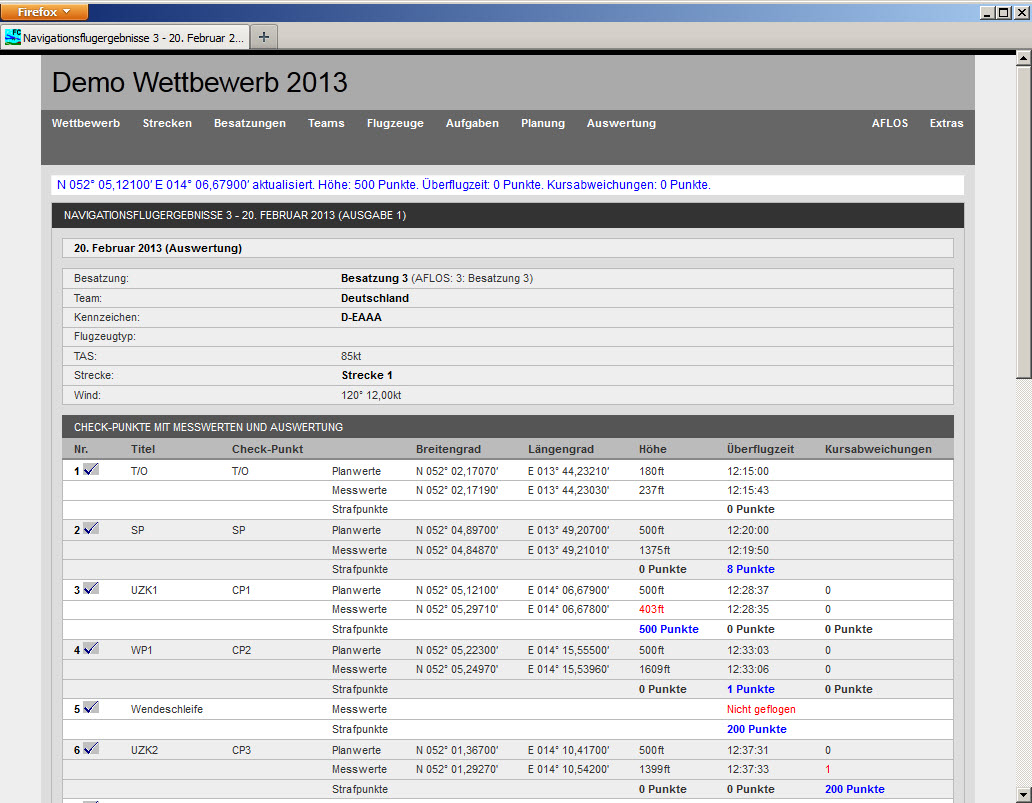 Firefox
Navigationsflugergebnisse 3 - 20. Februar 2...
Demo Wettbewerb 2013
Wettbewerb Strecken Besatzungen Teams Flugzeuge Aufgaben Planung Auswertung AFLOS Extras
N 052° 05,12100' E 014° 06,67900' aktualisiert. Höhe: 500 Punkte. Überflugzeit: 0 Punkte. Kursabweichungen: 0 Punkte.
NAVIGATIONSFLUGERGEBNISSE 3 - 20. FEBRUAR 2013 (AUSGABE 1)
20. Februar 2013 (Auswertung)
Besatzung: Besatzung 3 (AFLOS: 3: Besatzung 3)
Team: Deutschland
Kennzeichen: D-EAAA
Flugzeugtyp:
TAS: 85kt
Strecke: Strecke 1
Wind: 120° 12,00kt
CHECK-PUNKTE MIT MESSWERTEN UND AUSWERTUNG
Nr. Titel Check-Punkt Breitengrad Längengrad Höhe Überflugzeit Kursabweichungen
1 T/O T/O Planwerte N 052° 02,17070' E 013° 44,23210' 180ft 12:15:00
Messwerte N 052° 02,17190' E 013° 44,23030' 237ft 12:15:43
Strafpunkte 0 Punkte
2 SP SP Planwerte N 052° 04,89700' E 013° 49,20700' 500ft 12:20:00
Messwerte N 052° 04,84870' E 013° 49,21010' 1375ft 12:19:50
Strafpunkte 0 Punkte 8 Punkte
3 UZK1 CP1 Planwerte N 052° 05,12100' E 014° 06,67900' 500ft 12:28:37 0
Messwerte N 052° 05,29710' E 014° 06,67800' 403ft 12:28:35 0
Strafpunkte 500 Punkte 0 Punkte 0 Punkte
4 WP1 CP2 Planwerte N 052° 05,22300' E 014° 15,55500' 500ft 12:33:03 0
Messwerte N 052° 05,24970' E 014° 15,53960' 1609ft 12:33:06 0
Strafpunkte 0 Punkte 1 Punkte 0 Punkte
5 Wendeschleife Messwerte Nicht geflogen
Strafpunkte 200 Punkte
6 UZK2 CP3 Planwerte N 052° 01,36700' E 014° 10,41700' 500ft 12:37:31 0
Messwerte N 052° 01,29270' E 014° 10,54200' 1399ft 12:37:33 1
Strafpunkte 0 Punkte 0 Punkte 200 Punkte